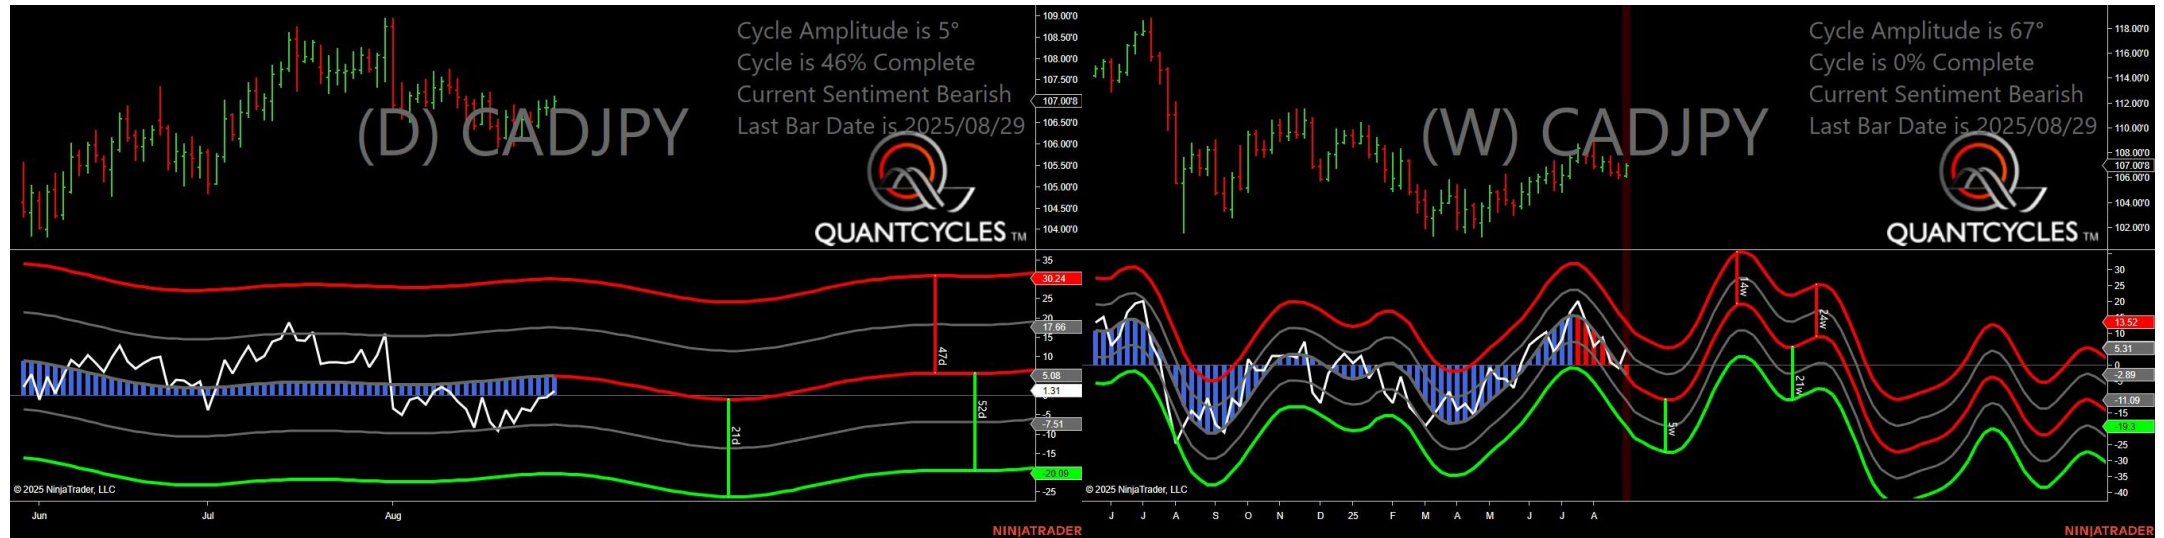 Cycle Amplitude is 5°
Cycle is 46% Complete
Current Sentiment Bearish
Last Bar Date is 2025/08/29
(D) CADJPY
QUANTCYCLES TM
109.00'0
108.50'0
108.00'0
107.50'0
107.00'8
106.50'0
106.00'0
105.50'0
105.00'0
104.50'0
104.00'0
35
30.24
25
20
17.66
15
10
5.08
1.31
-5
-7.51
-10
-15
-20.09
-25
47d
21d
52d
© 2025 NinjaTrader, LLC
Jun Jul Aug
NINJATRADER
Cycle Amplitude is 67°
Cycle is 0% Complete
Current Sentiment Bearish
Last Bar Date is 2025/08/29
(W) CADJPY
QUANTCYCLES TM
118.00'0
116.00'0
114.00'0
112.00'0
110.00'0
108.00'0
107.00'8
106.00'0
104.00'0
102.00'0
30
25
20
13.52
10
5.31
0
-2.89
-11.09
-15
-19.3
-25
-30
-35
-40
14w
24w
21w
5w
© 2025 NinjaTrader, LLC
J J A S O N D 25 F M A M J J A
NINJATRADER